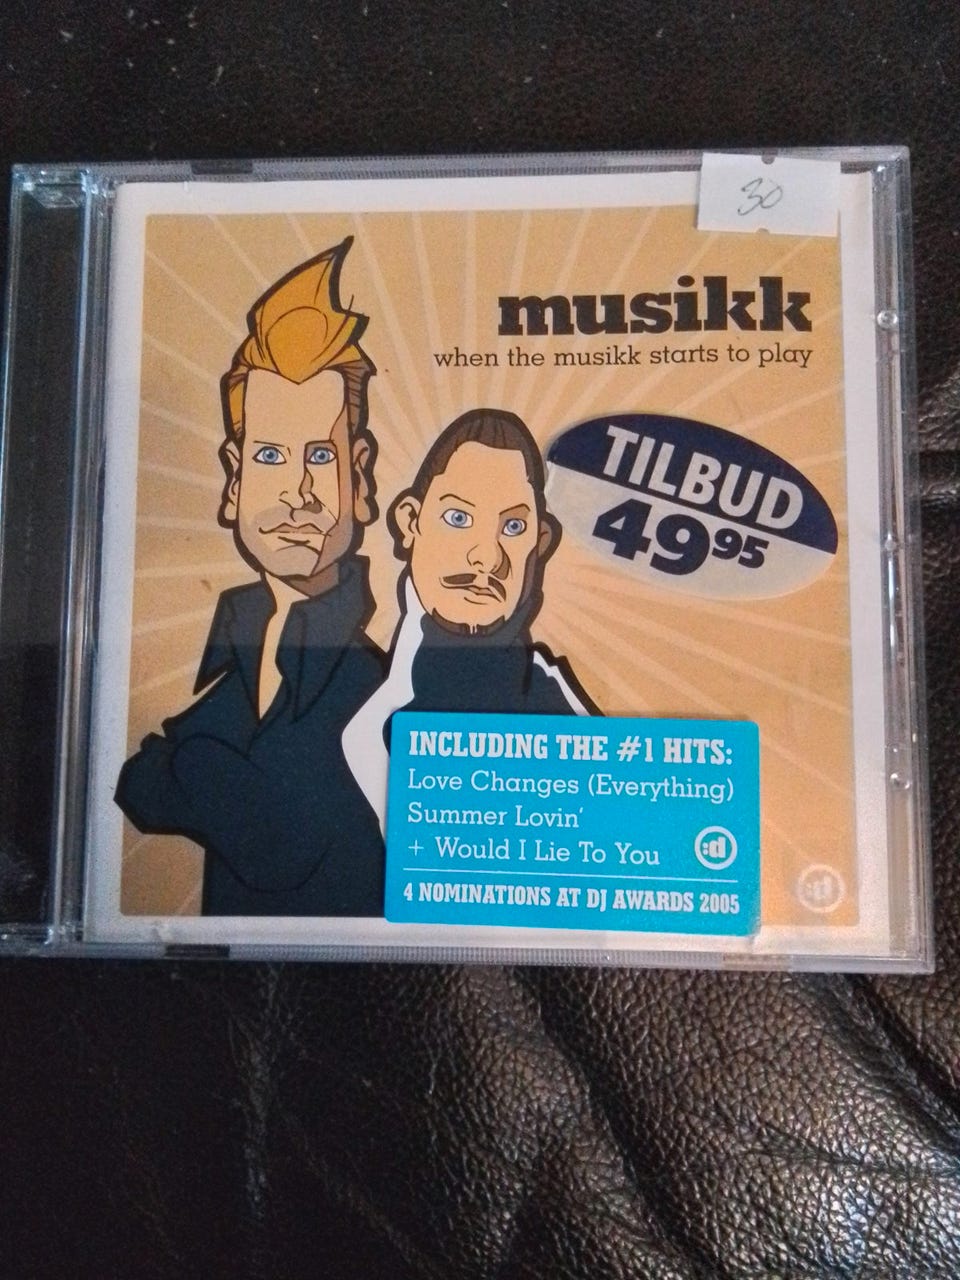 30
musikk
when the musikk starts to play
TILBUD
49 95
INCLUDING THE #1 HITS:
Love Changes (Everything)
Summer Lovin'
+ Would I Lie To You
:d
4 NOMINATIONS AT DJ AWARDS 2005
:d